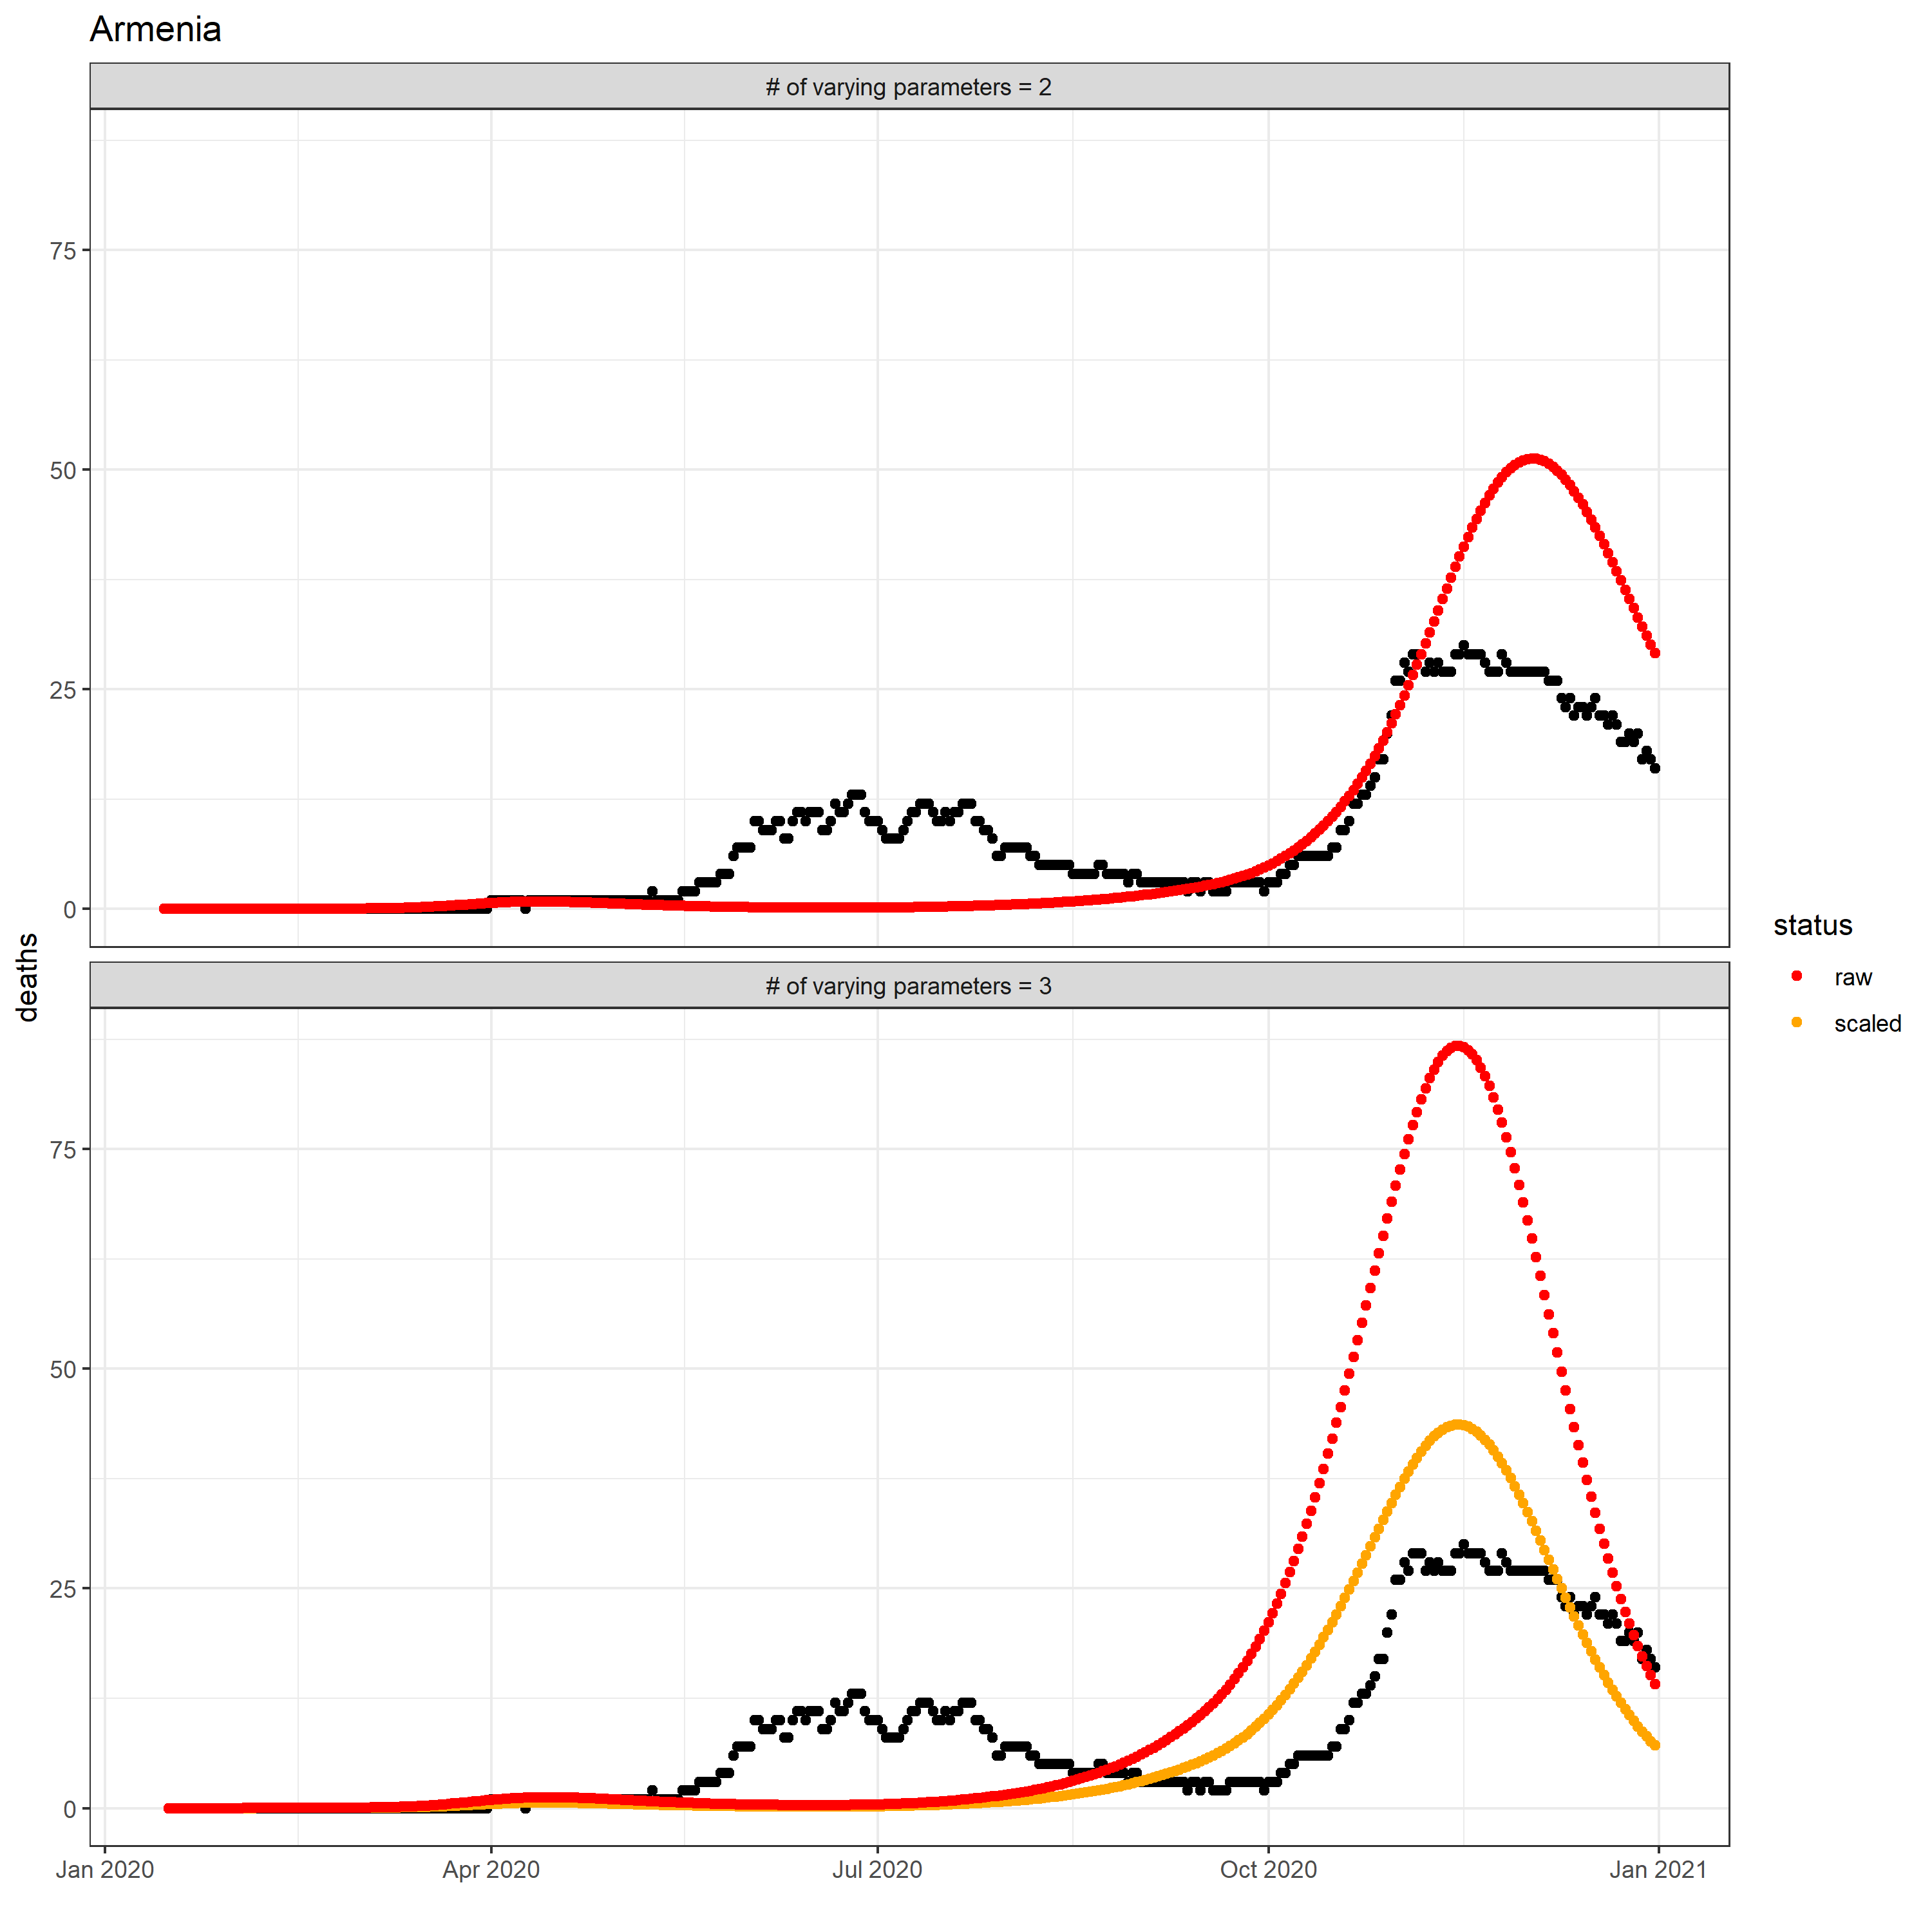 Armenia
# of varying parameters = 2
75
50
25
0
deaths
# of varying parameters = 3
75
50
25
0
Jan 2020 Apr 2020 Jul 2020 Oct 2020 Jan 2021
status
raw
scaled